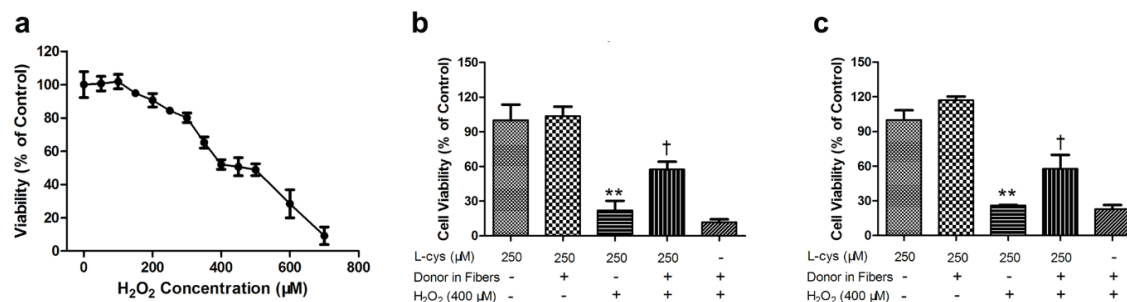 a
Viability (% of Control)
120
100
80
60
40
20
0
0 200 400 600 800
H₂O₂ Concentration (µM)
b
Cell Viability (% of Control)
150
120
90
60
30
0
**
†
L-cys (µM) 250 250 250 250 -
Donor in Fibers - + - + +
H₂O₂ (400 µM) - - + + +
c
Cell Viability (% of Control)
150
120
90
60
30
0
**
†
L-cys (µM) 250 250 250 250 -
Donor in Fibers - + - + +
H₂O₂ (400 µM) - - + + +